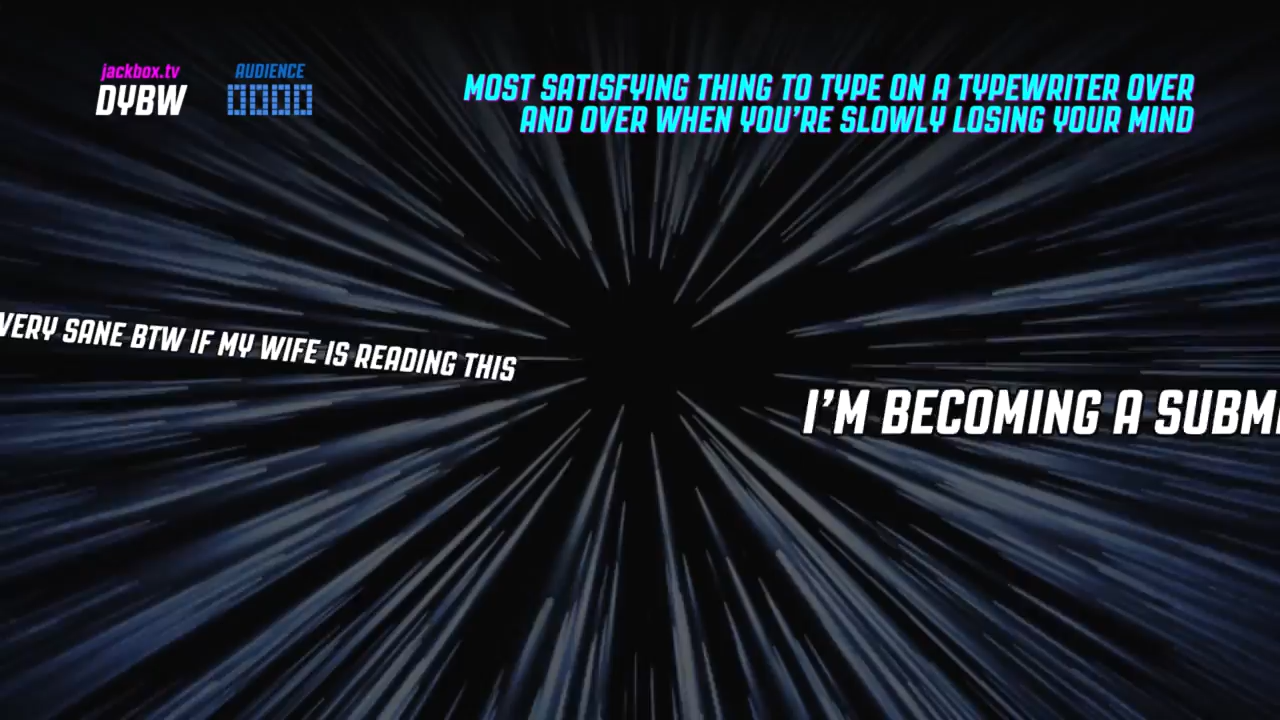 jackbox.tv
DYBW
AUDIENCE
MOST SATISFYING THING TO TYPE ON A TYPEWRITER OVER
AND OVER WHEN YOU'RE SLOWLY LOSING YOUR MIND
VERY SANE BTW IF MY WIFE IS READING THIS
I'M BECOMING A